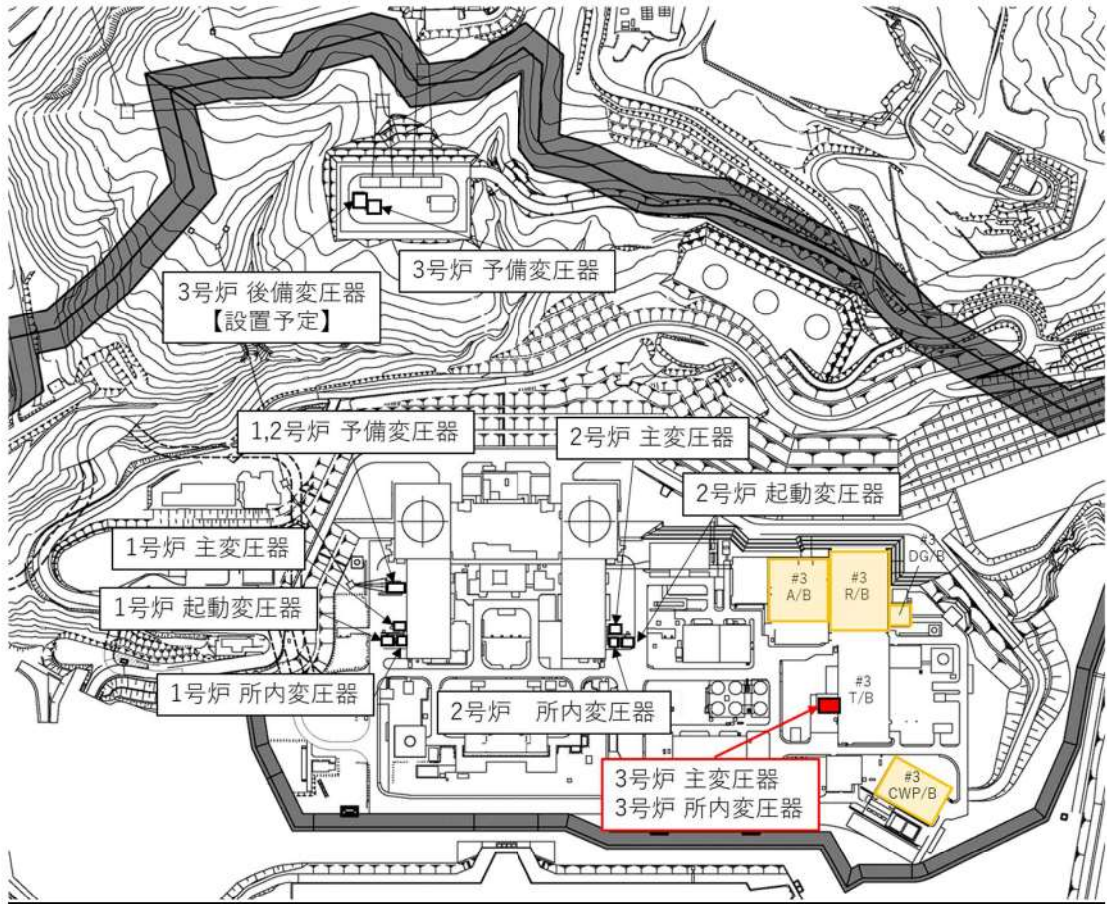 3号炉 予備変圧器
3号炉 後備変圧器
【設置予定】
1,2号炉 予備変圧器
2号炉 主変圧器
2号炉 起動変圧器
1号炉 主変圧器
#3
DG/B
#3
A/B
#3
R/B
1号炉 起動変圧器
1号炉 所内変圧器
2号炉 所内変圧器
#3
T/B
3号炉 主変圧器
3号炉 所内変圧器
#3
CWP/B